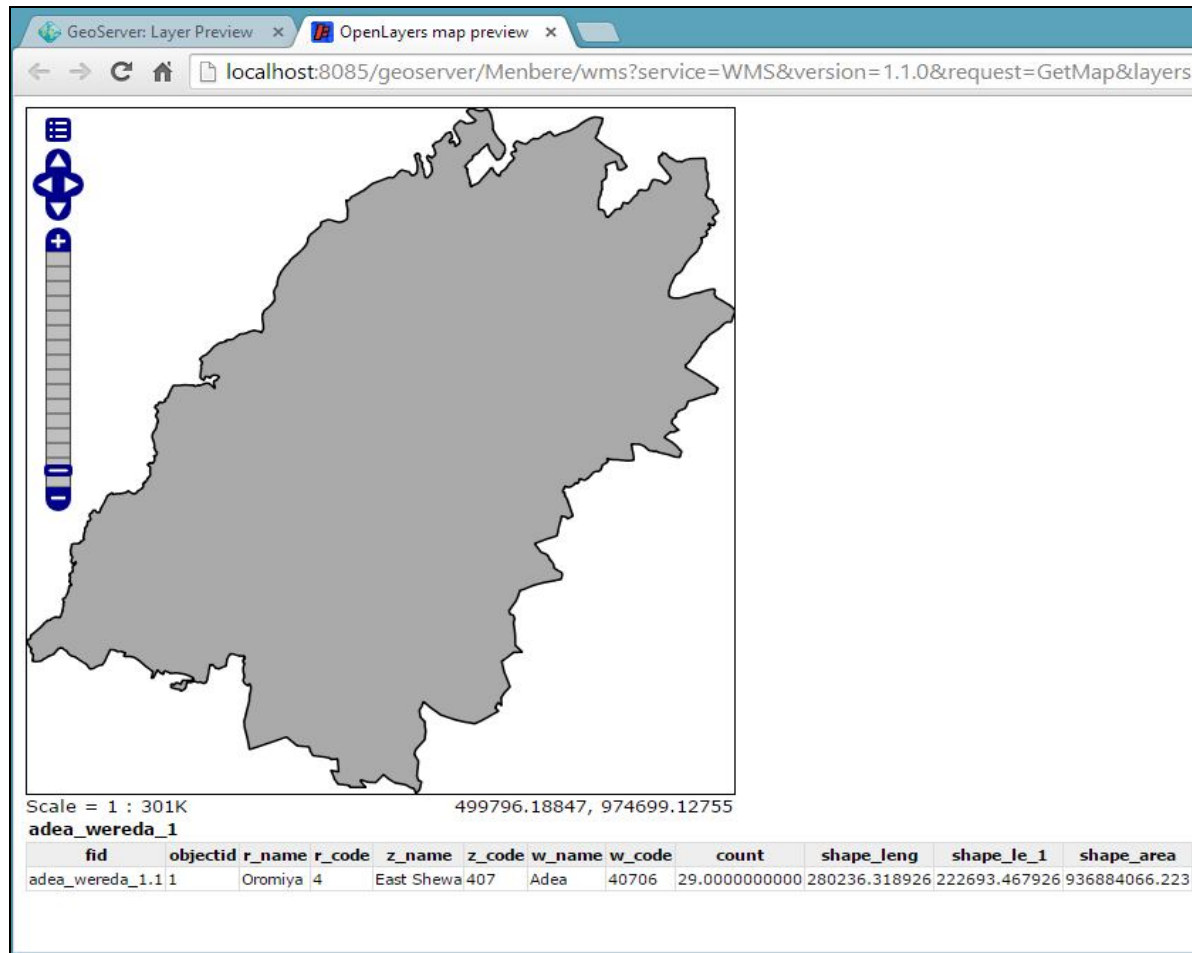 GeoServer: Layer Preview
OpenLayers map preview
localhost:8085/geoserver/Menbere/wms?service=WMS&version=1.1.0&request=GetMap&layers
Scale = 1 : 301K 499796.18847, 974699.12755
adea_wereda_1
fid objectid r_name r_code z_name z_code w_name w_code count shape_leng shape_le_1 shape_area
adea_wereda_1.1 1 Oromiya 4 East Shewa 407 Adea 40706 29.0000000000 280236.318926 222693.467926 936884066.223